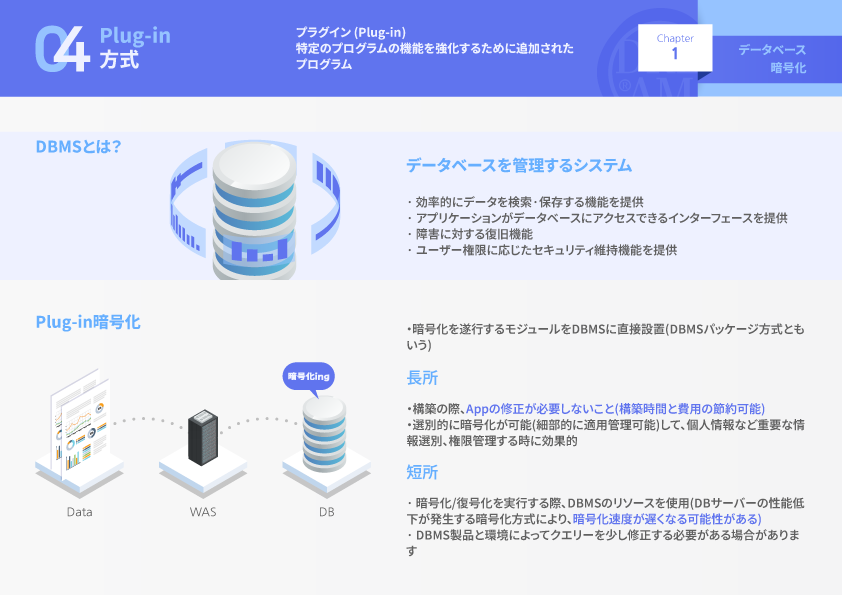 04
Plug-in
方式
プラグイン (Plug-in)
特定のプログラムの機能を強化するために追加された
プログラム
DB
®AM
Chapter
1
データベース
暗号化
DBMSとは?
データベースを管理するシステム
· 効率的にデータを検索·保存する機能を提供
· アプリケーションがデータベースにアクセスできるインターフェースを提供
· 障害に対する復旧機能
· ユーザー権限に応じたセキュリティ維持機能を提供
Plug-in暗号化
暗号化ing
Data
WAS
DB
・暗号化を遂行するモジュールをDBMSに直接設置(DBMSパッケージ方式とも
いう)
長所
・構築の際、Appの修正が必要しないこと(構築時間と費用の節約可能)
・選別的に暗号化が可能(細部的に適用管理可能)して、個人情報など重要な情
報選別、権限管理する時に効果的
短所
· 暗号化/復号化を実行する際、DBMSのリソースを使用(DBサーバーの性能低
下が発生する暗号化方式により、暗号化速度が遅くなる可能性がある)
· DBMS製品と環境によってクエリーを少し修正する必要がある場合がありま
す